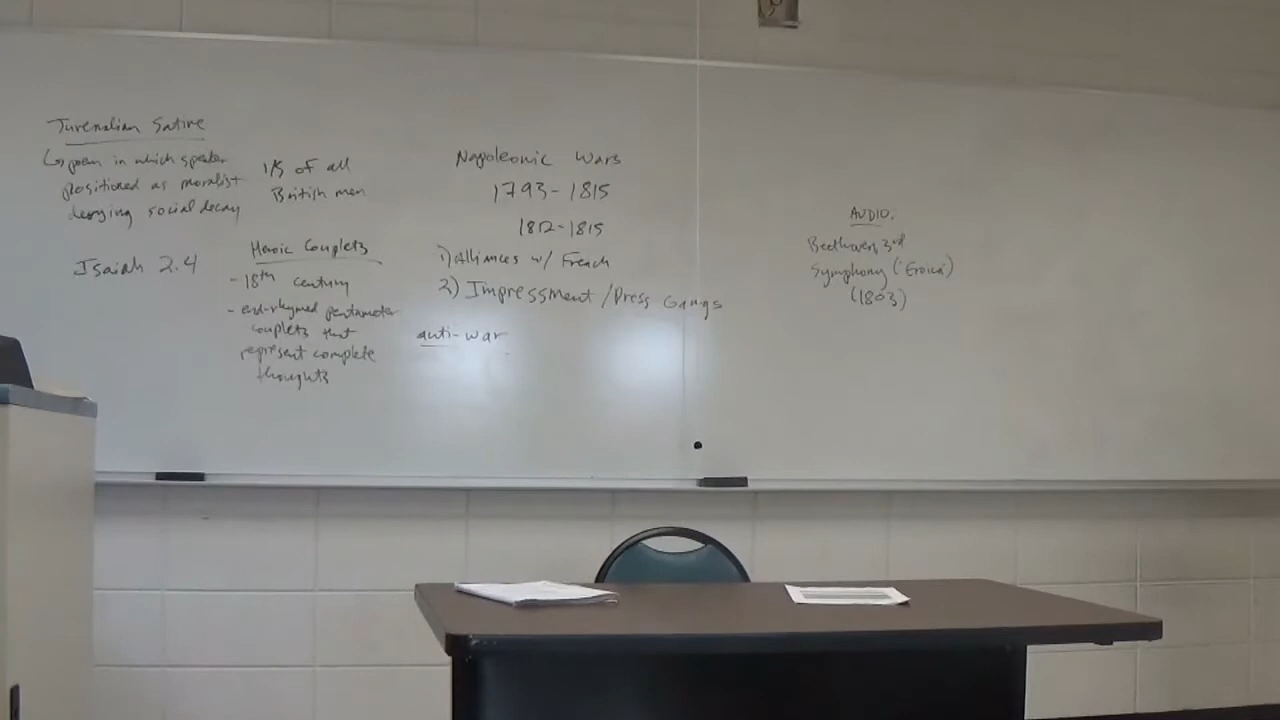 Juvenalian Satire
↳ poem in which speaker
positioned as moralist
decrying social decay
1/5 of all
British men
Isaiah 2.4
Heroic Couplets
- 18th century
- end-rhymed pentameter
couplets that
represent complete
thoughts
Napoleonic Wars
1793-1815
1812-1815
1) Alliances w/ French
2) Impressment / Press Gangs
anti-war
AUDIO.
Beethoven, 3rd
Symphony ('Eroica')
(1803)